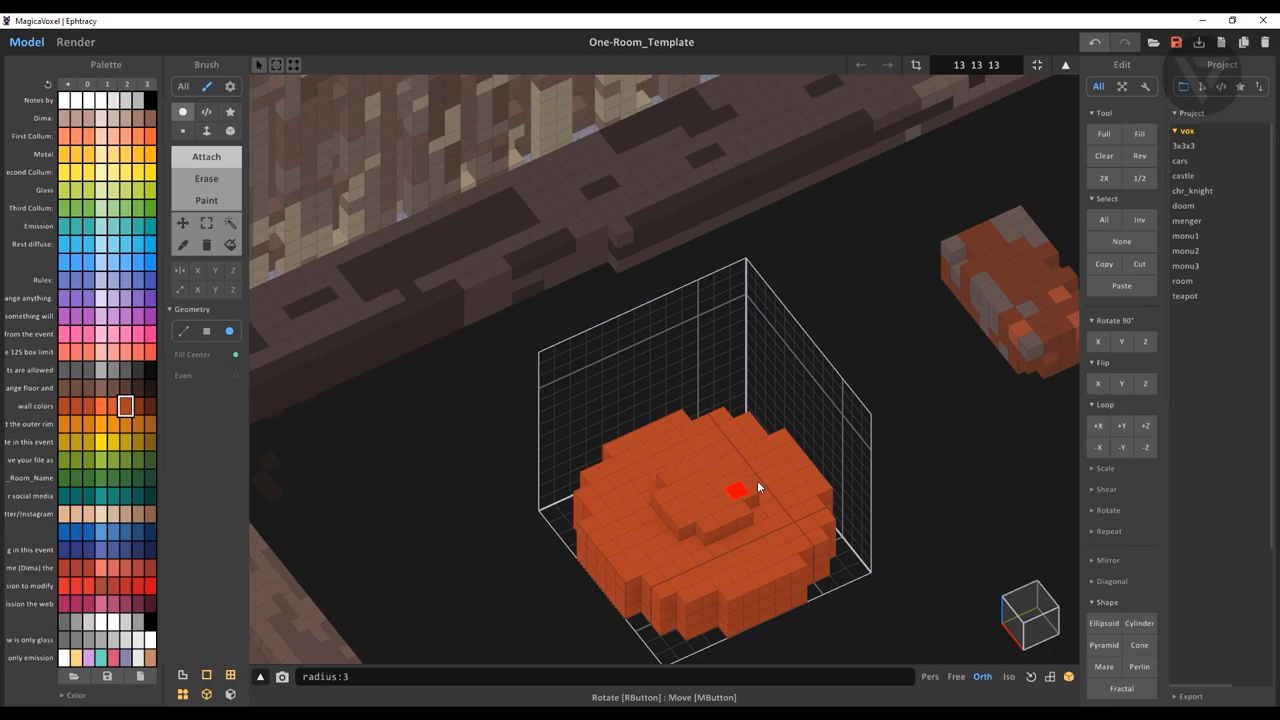 MagicaVoxel | Ephtracy
Model Render One-Room_Template
Palette Brush 13 13 13 Edit Project
0 1 2 3
All
All
Notes by
Dima:
First Collum:
Metal
econd Collum:
Glass
Third Collum:
Emission
Rest diffuse:
Rules:
ange anything.
something will
from the event
e 125 box limit
ts are allowed
ange floor and
wall colors
t the outer rim
te in this event
ve your file as
_Room_Name
r social media
tter/Instagram
g in this event
me (Dima) the
sion to modify
ission the web
w is only glass
only emission
Color
Attach
Erase
Paint
X Y Z
X Y Z
Geometry
Fill Center
Even
radius:3
Pers Free Orth Iso
Rotate [RButton] : Move [MButton]
Tool
Full Fill
Clear Rev
2X 1/2
Select
All Inv
None
Copy Cut
Paste
Rotate 90°
X Y Z
Flip
X Y Z
Loop
+X +Y +Z
-X -Y -Z
Scale
Shear
Rotate
Repeat
Mirror
Diagonal
Shape
Ellipsoid Cylinder
Pyramid Cone
Maze Perlin
Fractal
Project
vox
3x3x3
cars
castle
chr_knight
doom
menger
monu1
monu2
monu3
room
teapot
Export